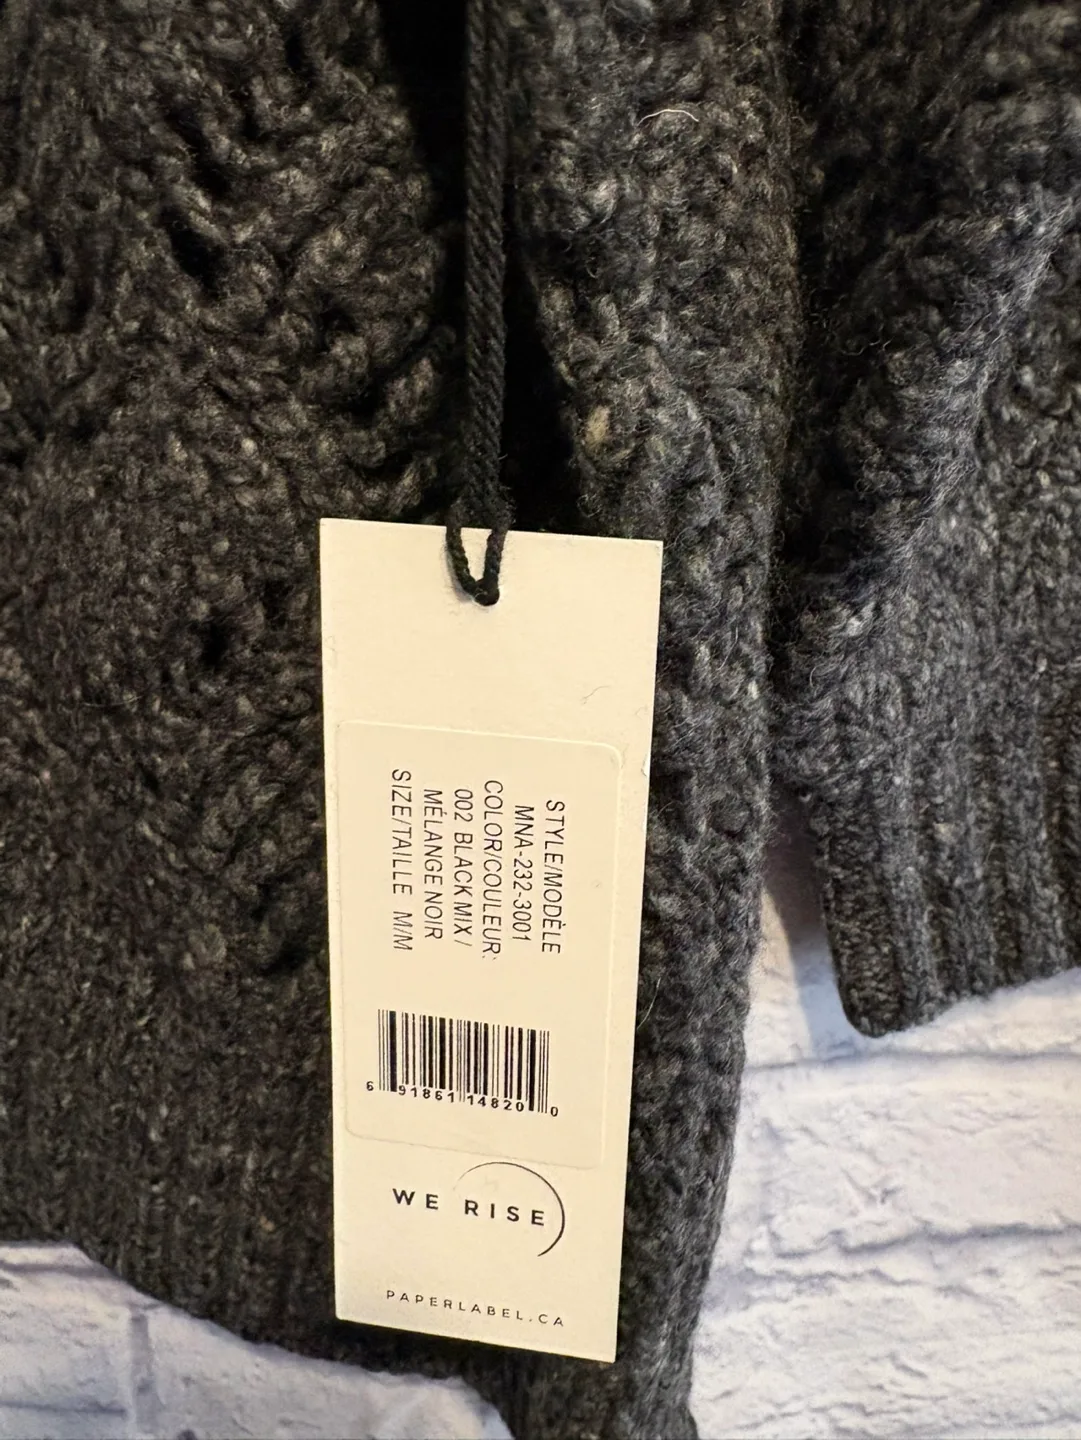 STYLE/MODÈLE
MNA-232-3001
COLOR/COULEUR:
002 BLACK MIX /
MÉLANGE NOIR
SIZE/TAILLE M/M
6 91861 14820 0
WE RISE
PAPERLABEL.CA